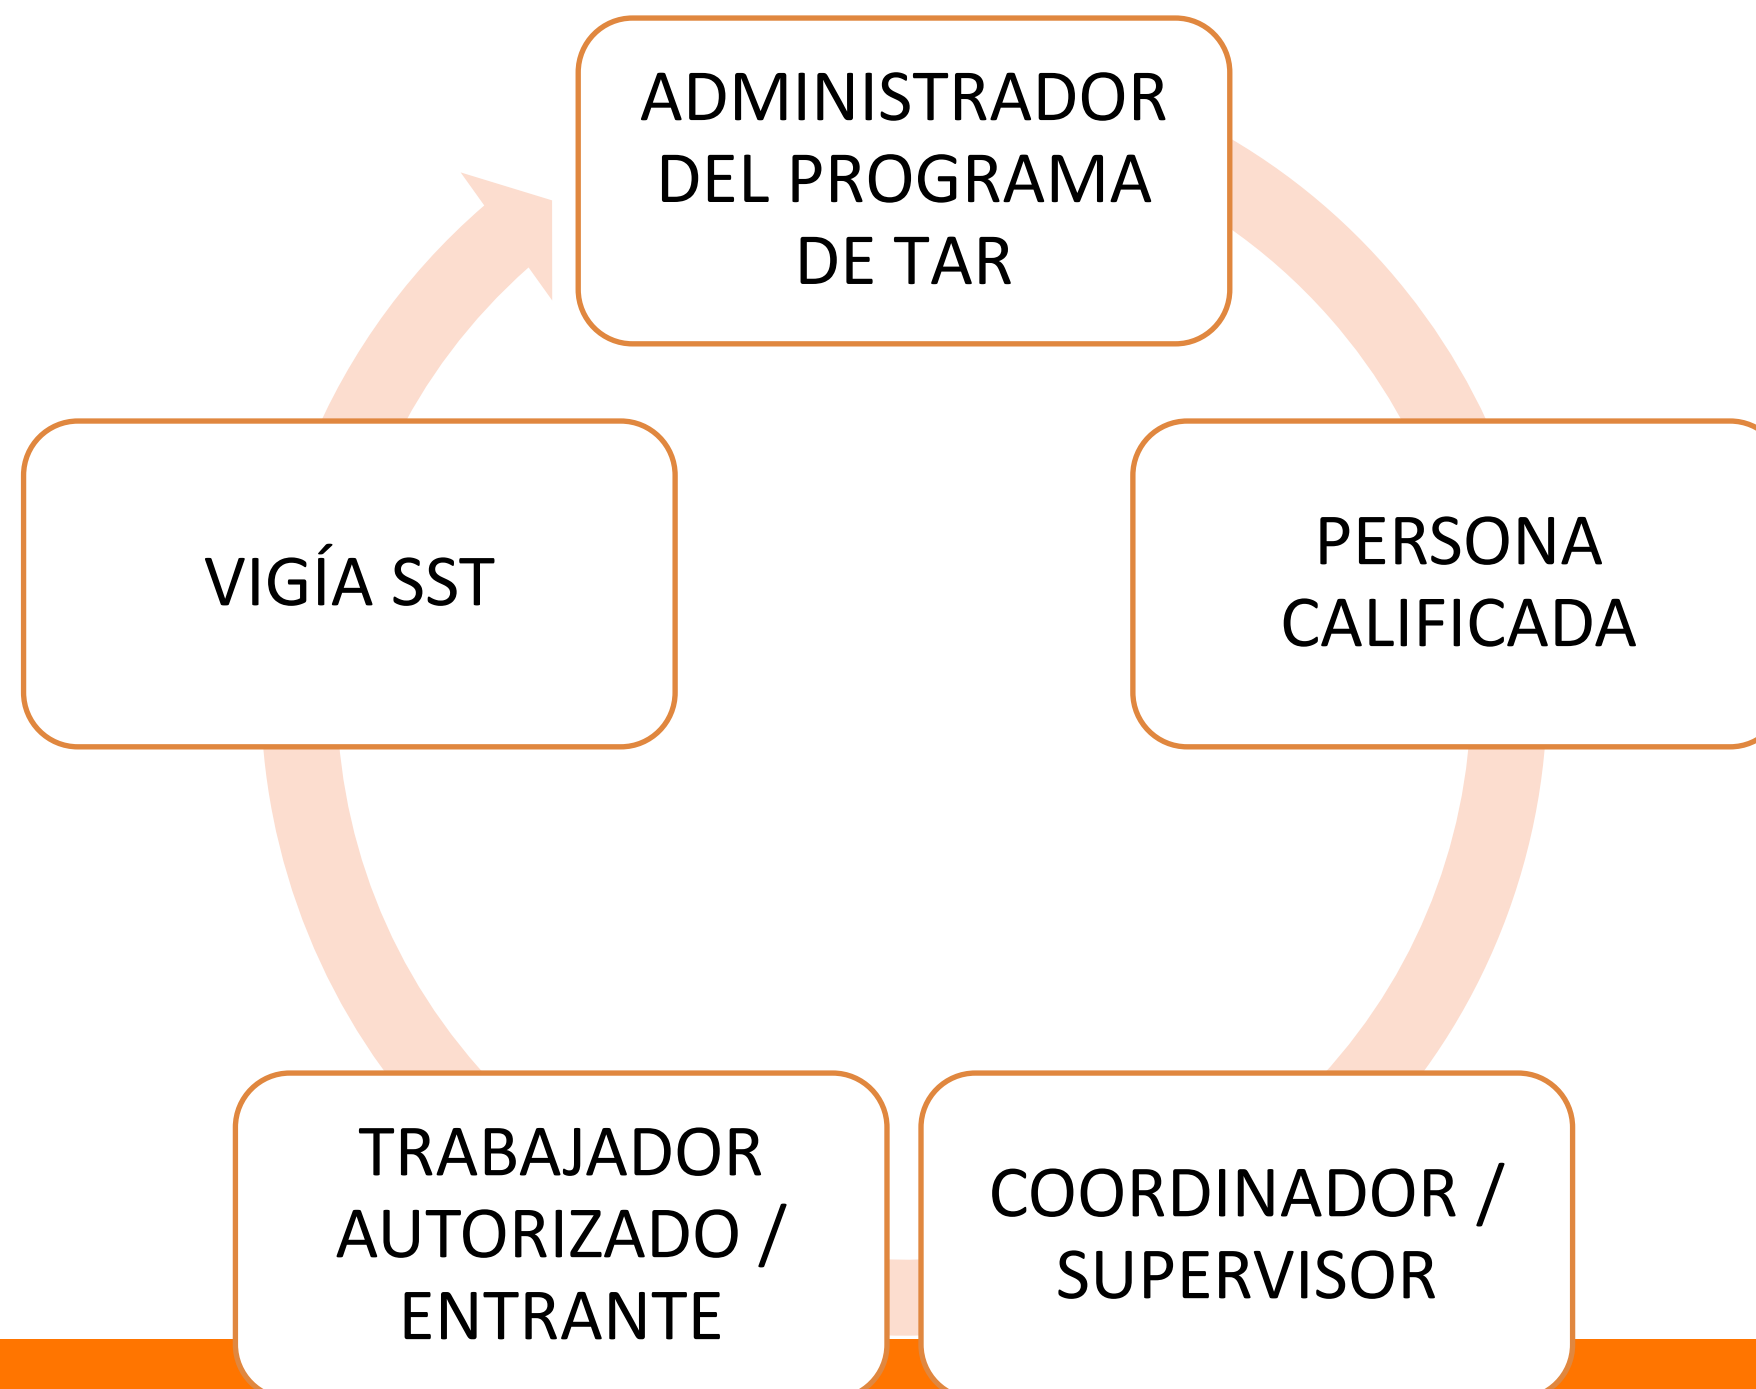 ADMINISTRADOR
DEL PROGRAMA
DE TAR
PERSONA
CALIFICADA
COORDINADOR /
SUPERVISOR
TRABAJADOR
AUTORIZADO /
ENTRANTE
VIGÍA SST